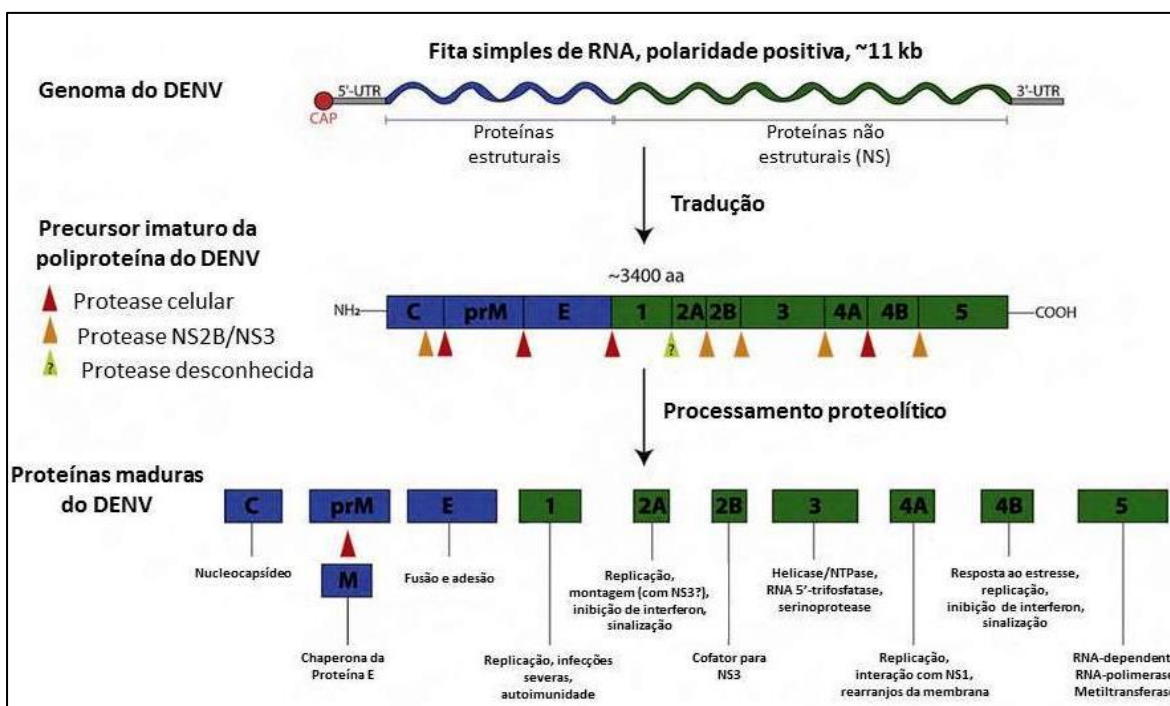 Fita simples de RNA, polaridade positiva, ~11 kb
Genoma do DENV
5'-UTR
3'-UTR
CAP
Proteínas
estruturais
Proteínas não
estruturais (NS)
Tradução
Precursor imaturo da
poliproteína do DENV
~3400 aa
Protease celular
Protease NS2B/NS3
? Protease desconhecida
NH₂ C prM E 1 2A 2B 3 4A 4B 5 COOH
?
Processamento proteolítico
Proteínas maduras
do DENV
C prM E 1 2A 2B 3 4A 4B 5
M
Nucleocapsídeo
Chaperona da
Proteína E
Fusão e adesão
Replicação, infecções
severas,
autoimunidade
Replicação,
montagem (com NS3?),
inibição de interferon,
sinalização
Cofator para
NS3
Helicase/NTPase,
RNA 5'-trifosfatase,
serinoprotease
Replicação,
interação com NS1,
rearranjos da membrana
Resposta ao estresse,
replicação,
inibição de interferon,
sinalização
RNA-dependent
RNA-polimerase
Metiltransferase